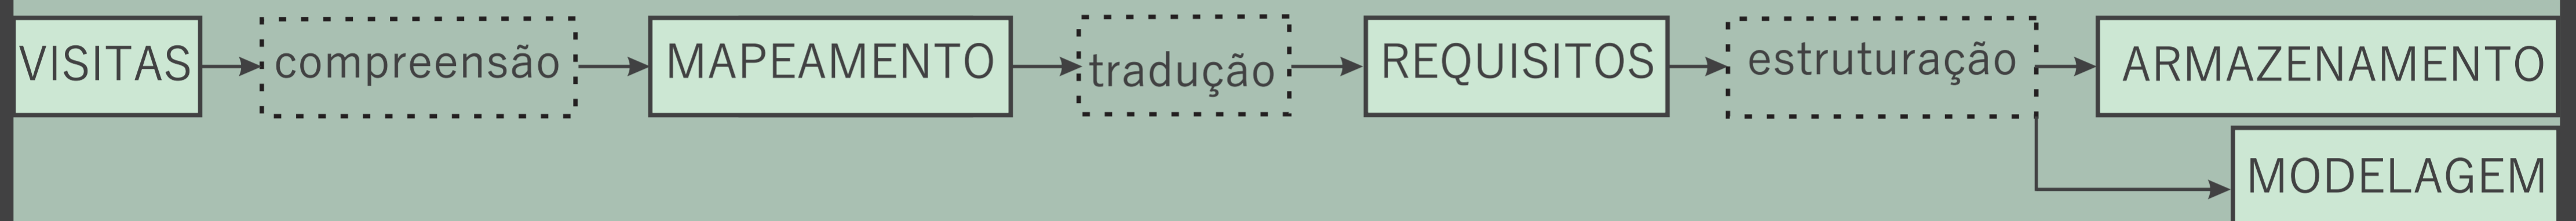 VISITAS
compreensão
MAPEAMENTO
tradução
REQUISITOS
estruturação
ARMAZENAMENTO
MODELAGEM